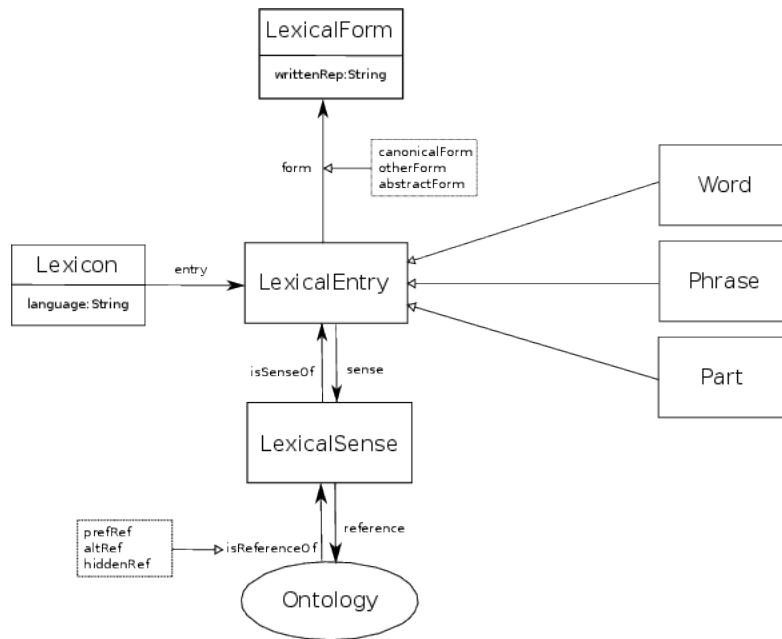 LexicalForm
writtenRep:String
form
canonicalForm
otherForm
abstractForm
Word
Lexicon
language:String
entry
LexicalEntry
Phrase
Part
isSenseOf
sense
LexicalSense
prefRef
altRef
hiddenRef
isReferenceOf
reference
Ontology